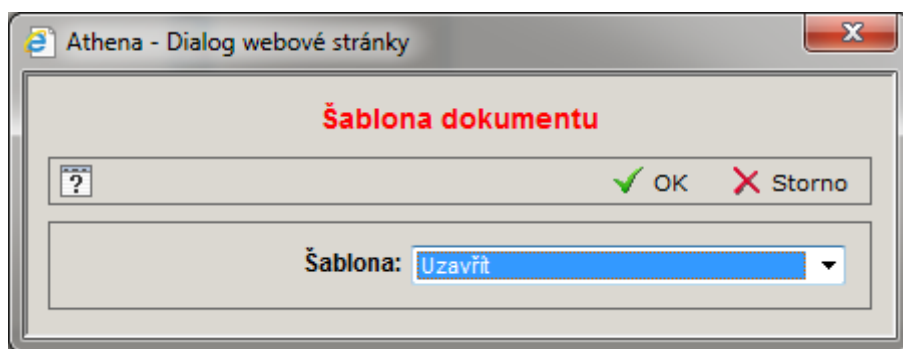 Athena - Dialog webové stránky
Šablona dokumentu
? OK Storno
Šablona: Uzavřít